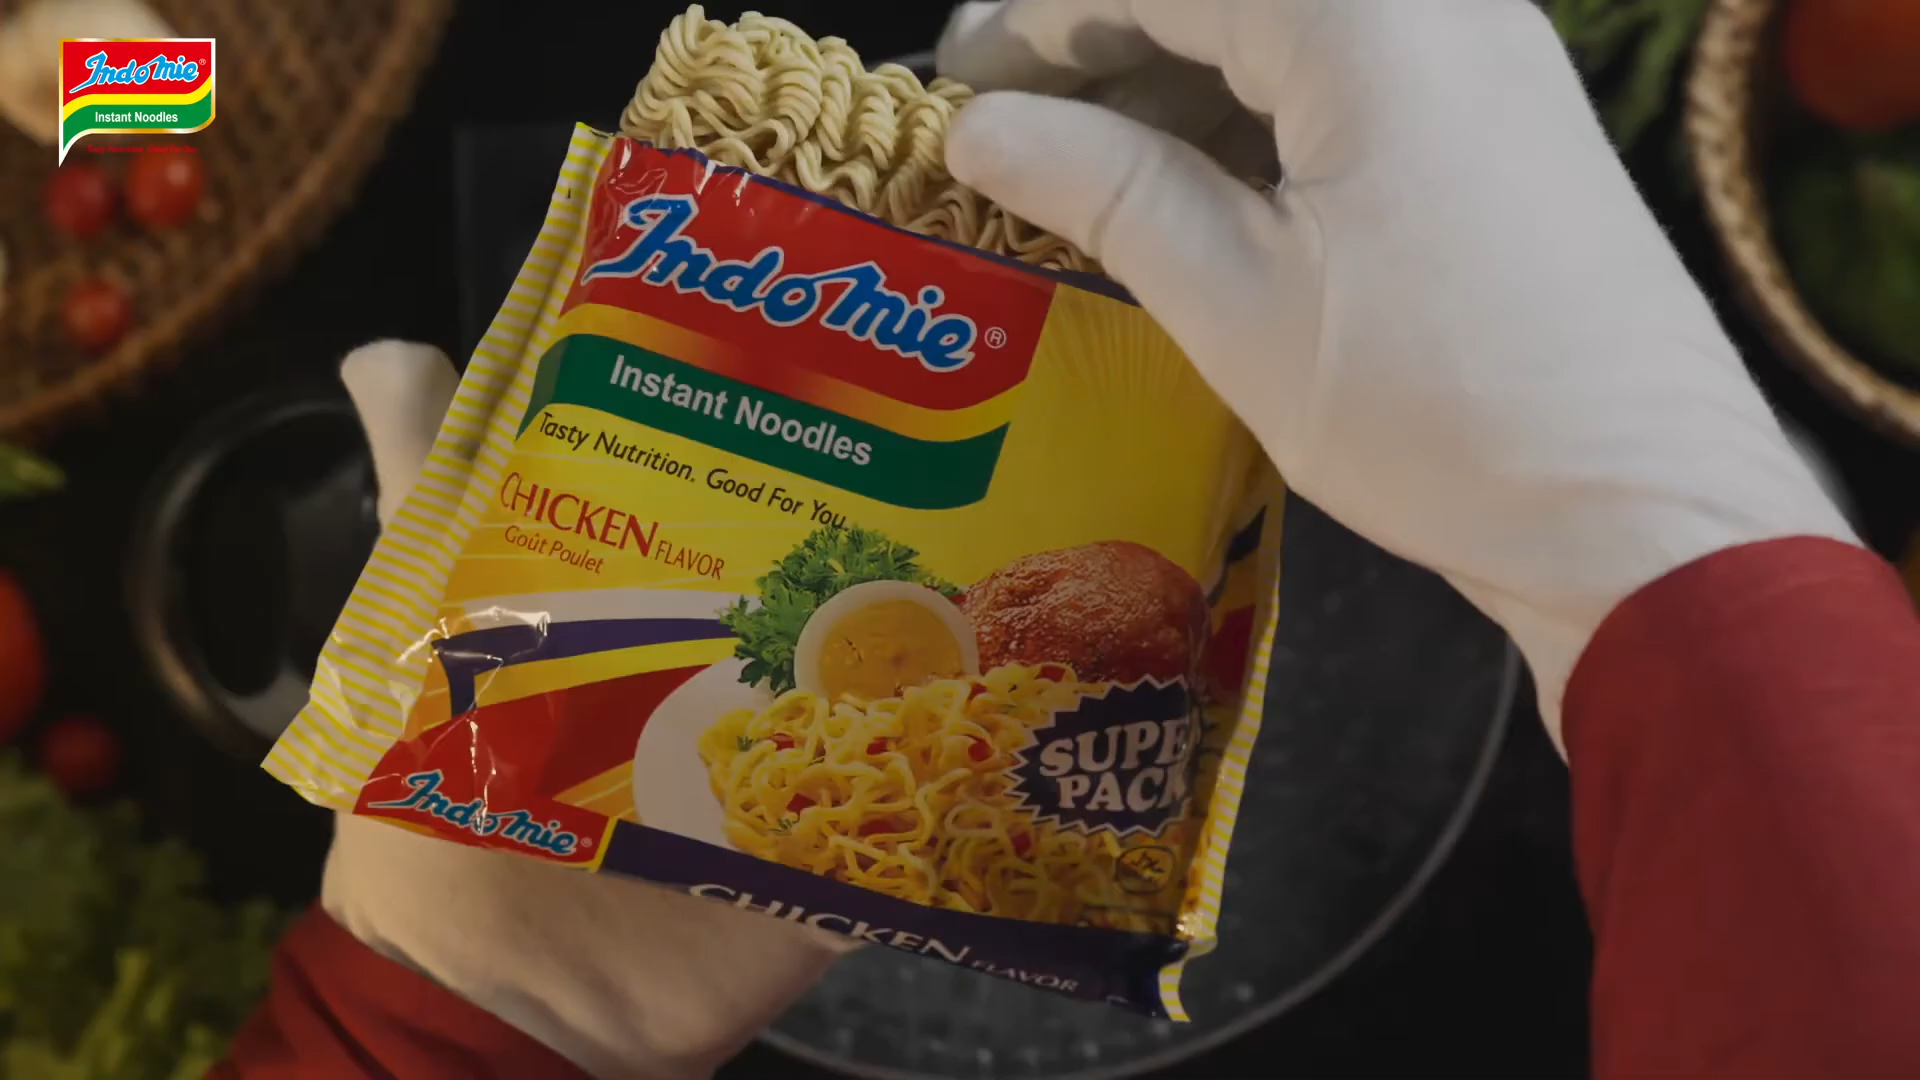 Indomie®
Instant Noodles
Indomie®
Instant Noodles
Tasty Nutrition. Good For You.
CHICKEN FLAVOR
Goût Poulet
SUPE
PACK
Indomie®
CHICKEN FLAVOR